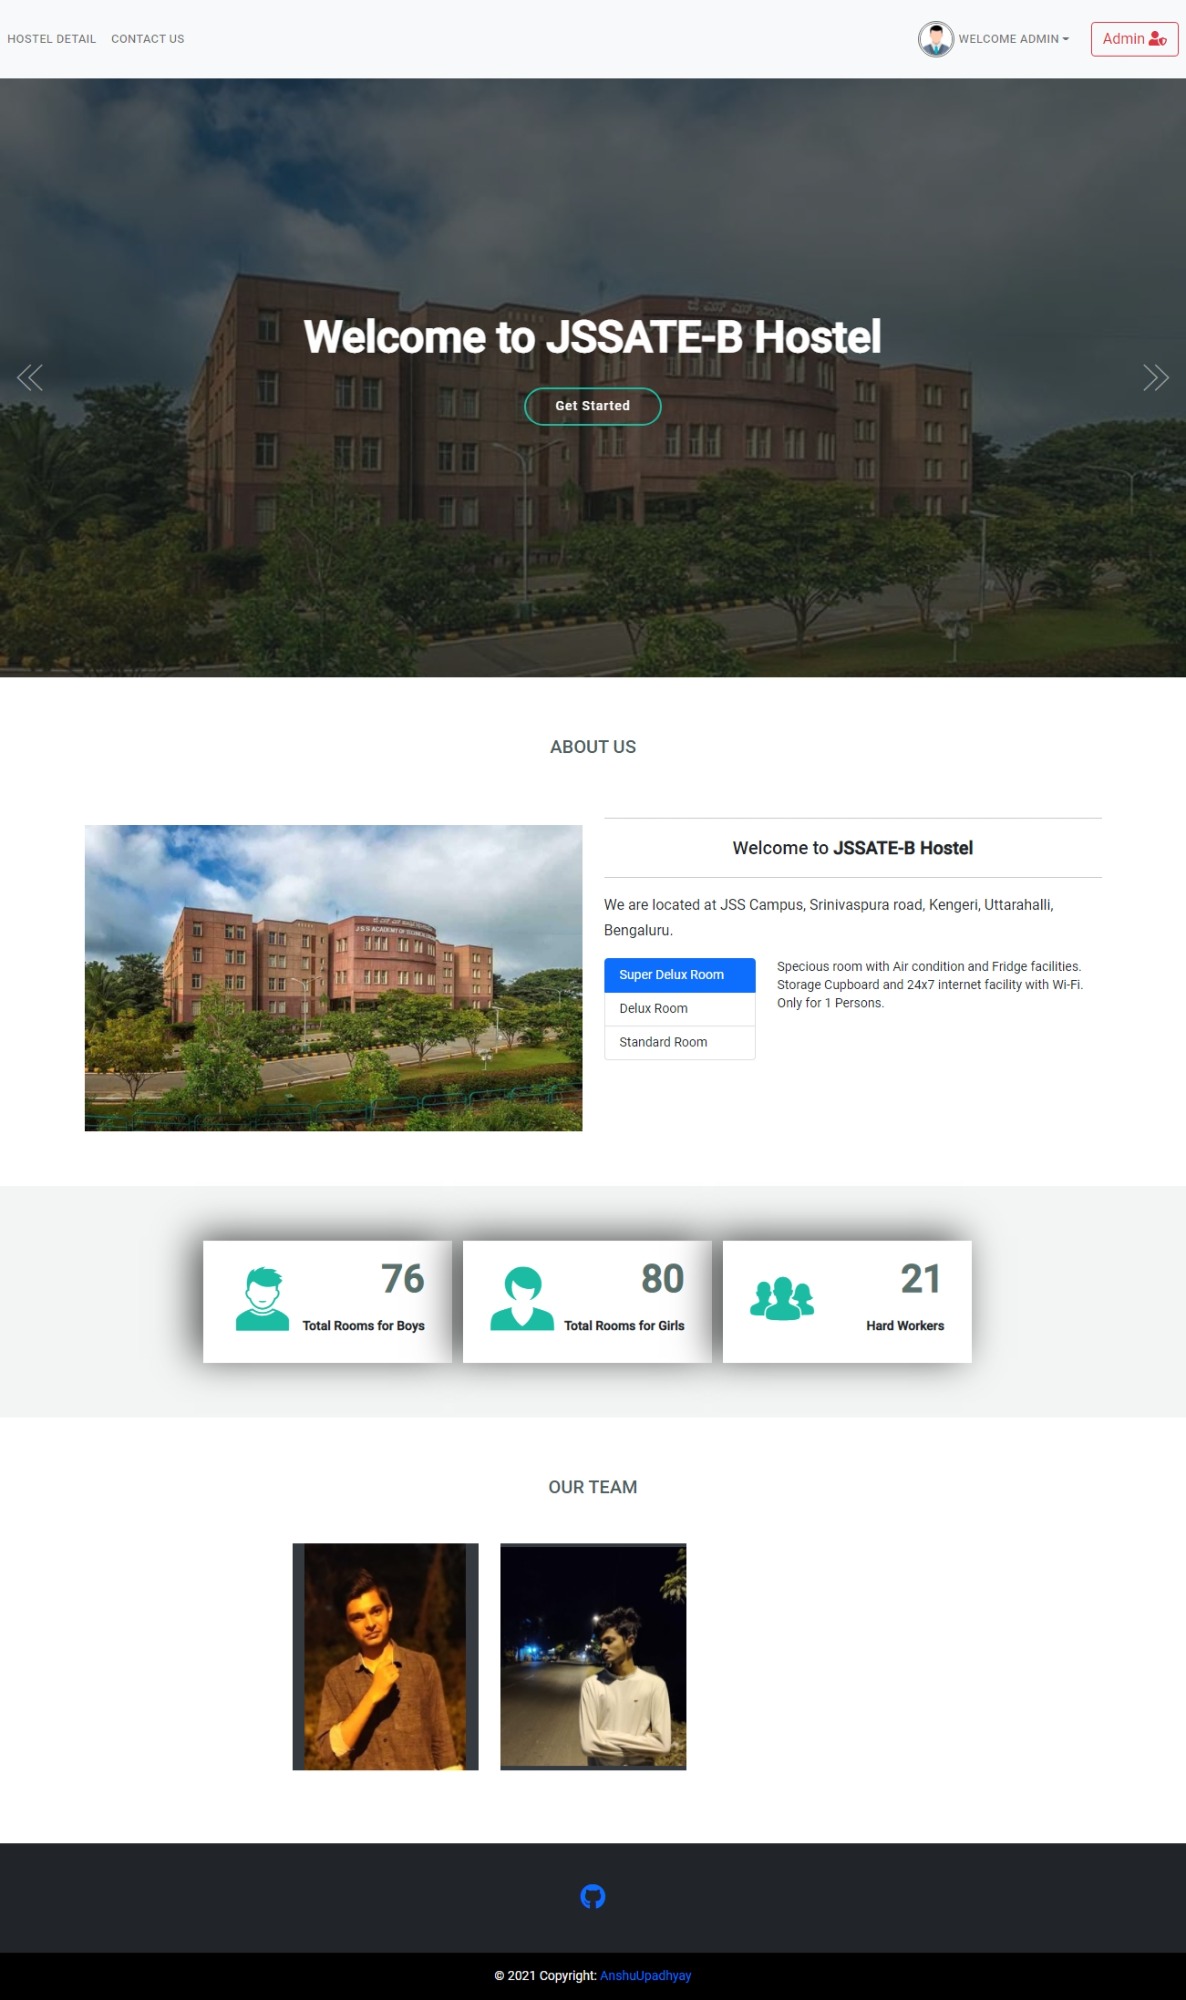 HOSTEL DETAIL CONTACT US
WELCOME ADMIN
Admin
Welcome to JSSATE-B Hostel
Get Started
ABOUT US
Welcome to JSSATE-B Hostel
We are located at JSS Campus, Srinivaspura road, Kengeri, Uttarahalli,
Bengaluru.
Super Delux Room
Delux Room
Standard Room
Specious room with Air condition and Fridge facilities.
Storage Cupboard and 24x7 internet facility with Wi-Fi.
Only for 1 Persons.
76
Total Rooms for Boys
80
Total Rooms for Girls
21
Hard Workers
OUR TEAM
© 2021 Copyright: AnshuUpadhyay